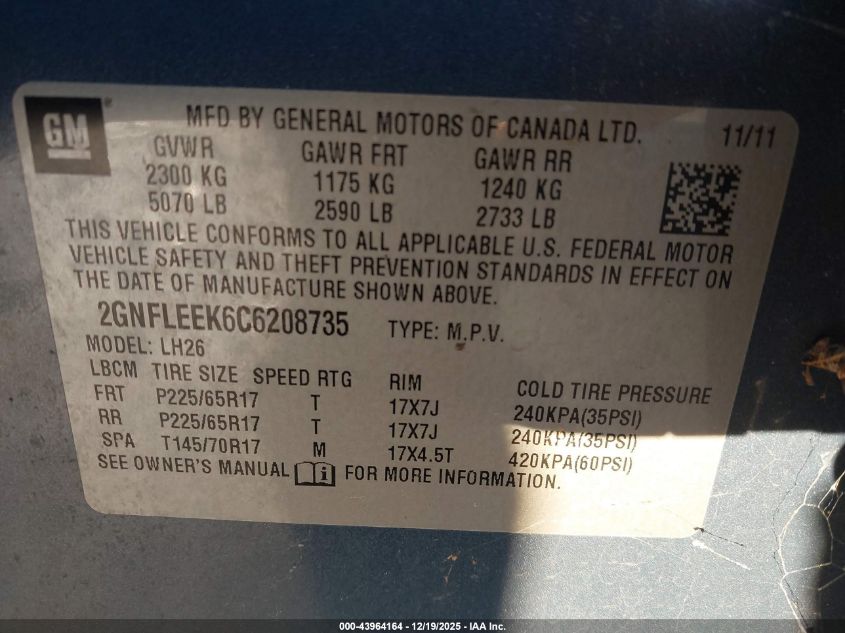 GM
MFD BY GENERAL MOTORS OF CANADA LTD. 11/11
GVWR GAWR FRT GAWR RR
2300 KG 1175 KG 1240 KG
5070 LB 2590 LB 2733 LB
THIS VEHICLE CONFORMS TO ALL APPLICABLE U.S. FEDERAL MOTOR
VEHICLE SAFETY AND THEFT PREVENTION STANDARDS IN EFFECT ON
THE DATE OF MANUFACTURE SHOWN ABOVE.
2GNFLEEK6C6208735 TYPE: M.P.V.
MODEL: LH26
LBCM TIRE SIZE SPEED RTG RIM COLD TIRE PRESSURE
FRT P225/65R17 T 17X7J 240KPA(35PSI)
RR P225/65R17 T 17X7J 240KPA(35PSI)
SPA T145/70R17 M 17X4.5T 420KPA(60PSI)
SEE OWNER'S MANUAL FOR MORE INFORMATION.
000-43964164 - 12/19/2025 - IAA Inc.